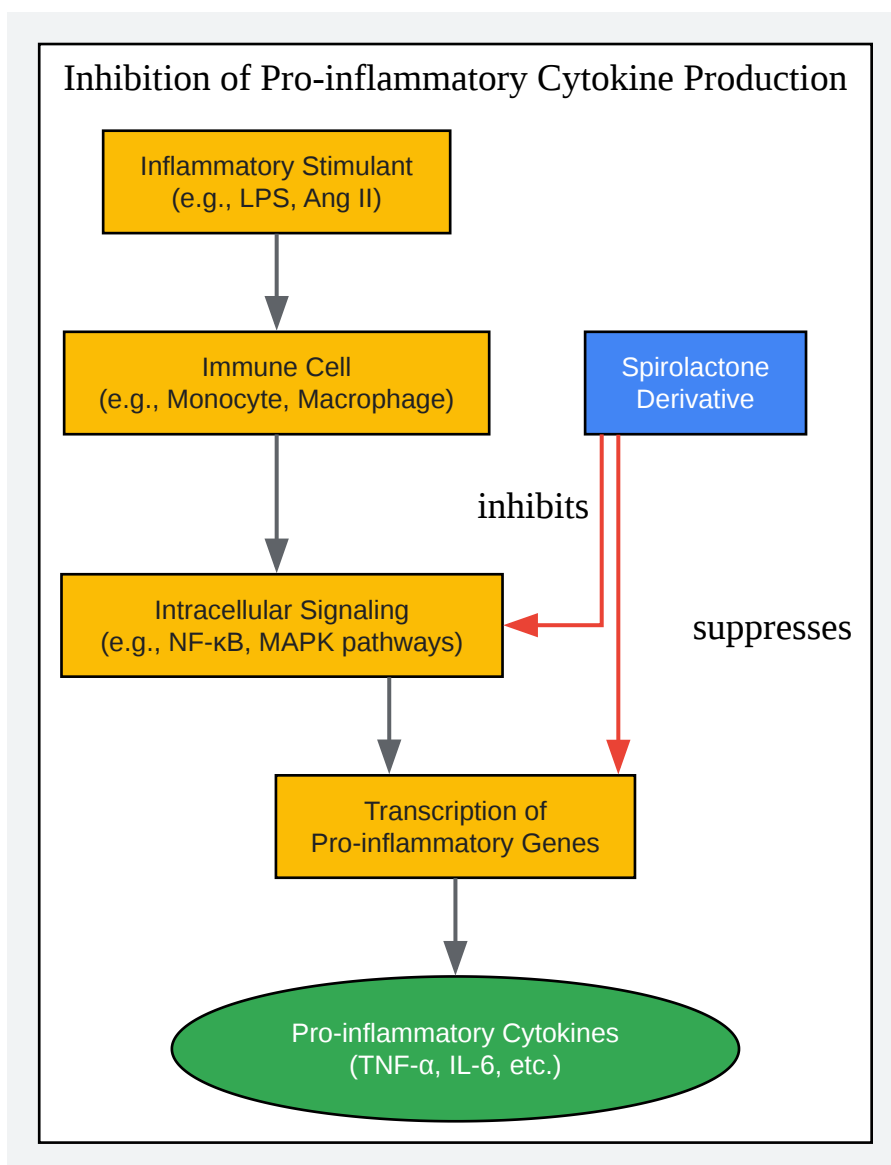 Inhibition of Pro-inflammatory Cytokine Production
Inflammatory Stimulant
(e.g., LPS, Ang II)
Immune Cell
(e.g., Monocyte, Macrophage)
Spirolactone
Derivative
inhibits
Intracellular Signaling
(e.g., NF-κB, MAPK pathways)
suppresses
Transcription of
Pro-inflammatory Genes
Pro-inflammatory Cytokines
(TNF-α, IL-6, etc.)